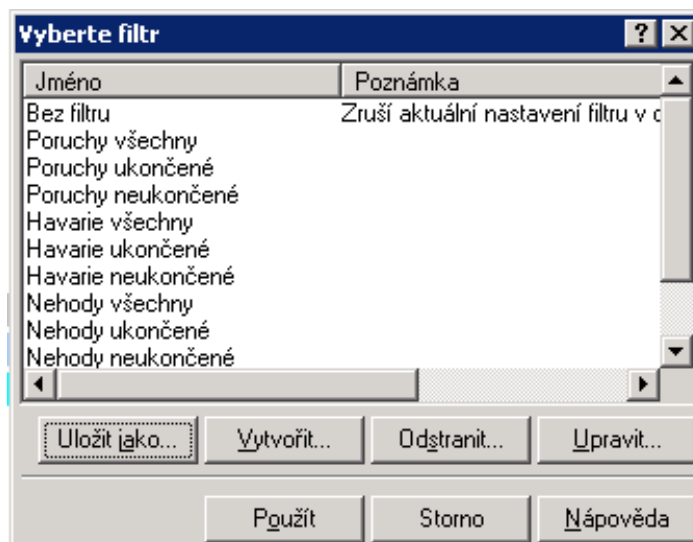 Vyberte filtr
Jméno Poznámka
Bez filtru Zruší aktuální nastavení filtru v
Poruchy všechny
Poruchy ukončené
Poruchy neukončené
Havarie všechny
Havarie ukončené
Havarie neukončené
Nehody všechny
Nehody ukončené
Nehody neukončené
Uložit jako... Vytvořit... Odstranit... Upravit...
Použít Storno Nápověda